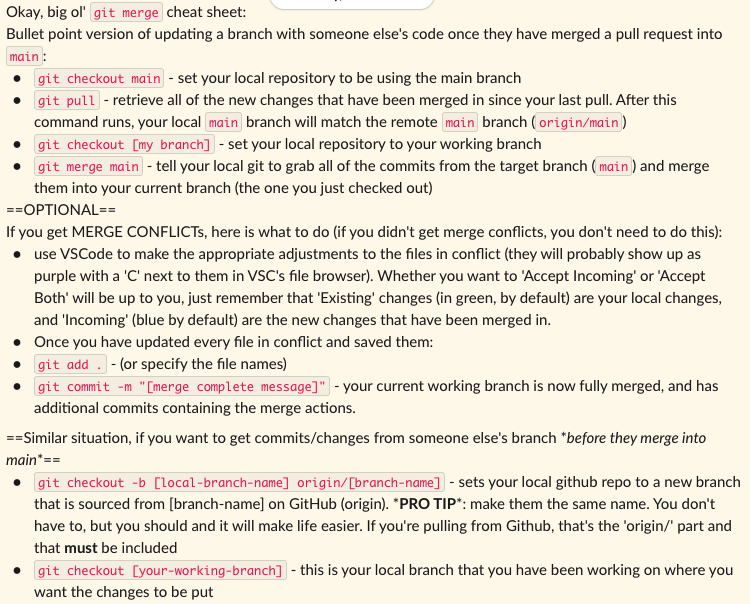 Okay, big ol' git merge cheat sheet:
Bullet point version of updating a branch with someone else's code once they have merged a pull request into
main :
● git checkout main - set your local repository to be using the main branch
● git pull - retrieve all of the new changes that have been merged in since your last pull. After this
command runs, your local main branch will match the remote main branch ( origin/main )
● git checkout [my branch] - set your local repository to your working branch
● git merge main - tell your local git to grab all of the commits from the target branch ( main ) and merge
them into your current branch (the one you just checked out)
==OPTIONAL==
If you get MERGE CONFLICTs, here is what to do (if you didn't get merge conflicts, you don't need to do this):
● use VSCode to make the appropriate adjustments to the files in conflict (they will probably show up as
purple with a 'C' next to them in VSC's file browser). Whether you want to 'Accept Incoming' or 'Accept
Both' will be up to you, just remember that 'Existing' changes (in green, by default) are your local changes,
and 'Incoming' (blue by default) are the new changes that have been merged in.
● Once you have updated every file in conflict and saved them:
● git add . - (or specify the file names)
● git commit -m "[merge complete message]" - your current working branch is now fully merged, and has
additional commits containing the merge actions.
==Similar situation, if you want to get commits/changes from someone else's branch *before they merge into
main*==
● git checkout -b [local-branch-name] origin/[branch-name] - sets your local github repo to a new branch
that is sourced from [branch-name] on GitHub (origin). *PRO TIP*: make them the same name. You don't
have to, but you should and it will make life easier. If you're pulling from Github, that's the 'origin/' part and
that must be included
● git checkout [your-working-branch] - this is your local branch that you have been working on where you
want the changes to be put